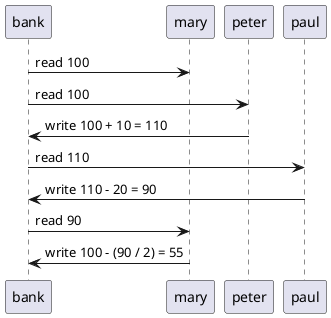 bank mary peter paul
read 100
read 100
write 100 + 10 = 110
read 110
write 110 - 20 = 90
read 90
write 100 - (90 / 2) = 55
bank mary peter paul